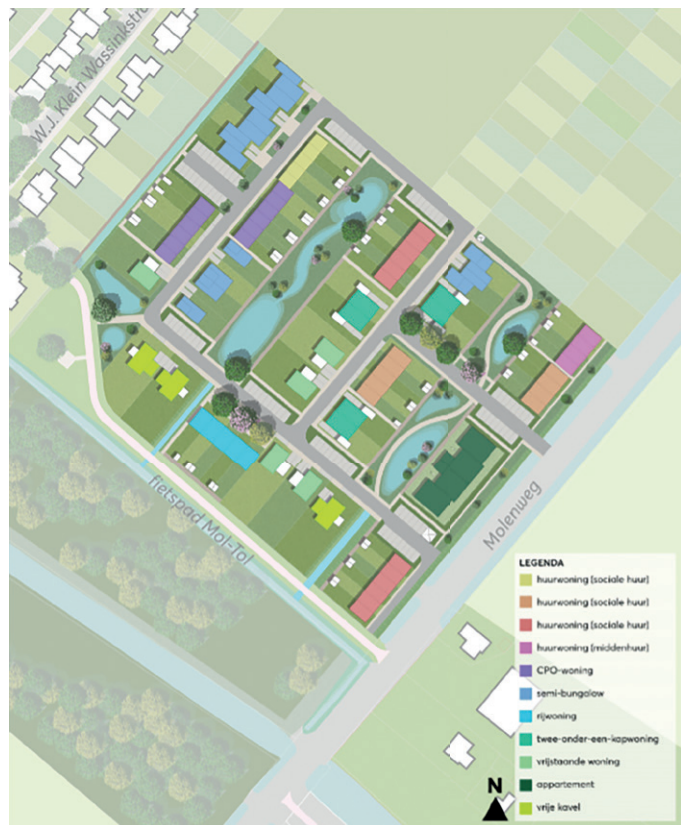 W.J. Klein Wassinkstra
fietspad Mol-Tol
Molenweg
LEGENDA
huurwoning (sociale huur)
huurwoning (sociale huur)
huurwoning (sociale huur)
huurwoning (middenhuur)
CPO-woning
semi-bungalow
rijwoning
twee-onder-een-kapwoning
vrijstaande woning
appartement
vrije kavel
N